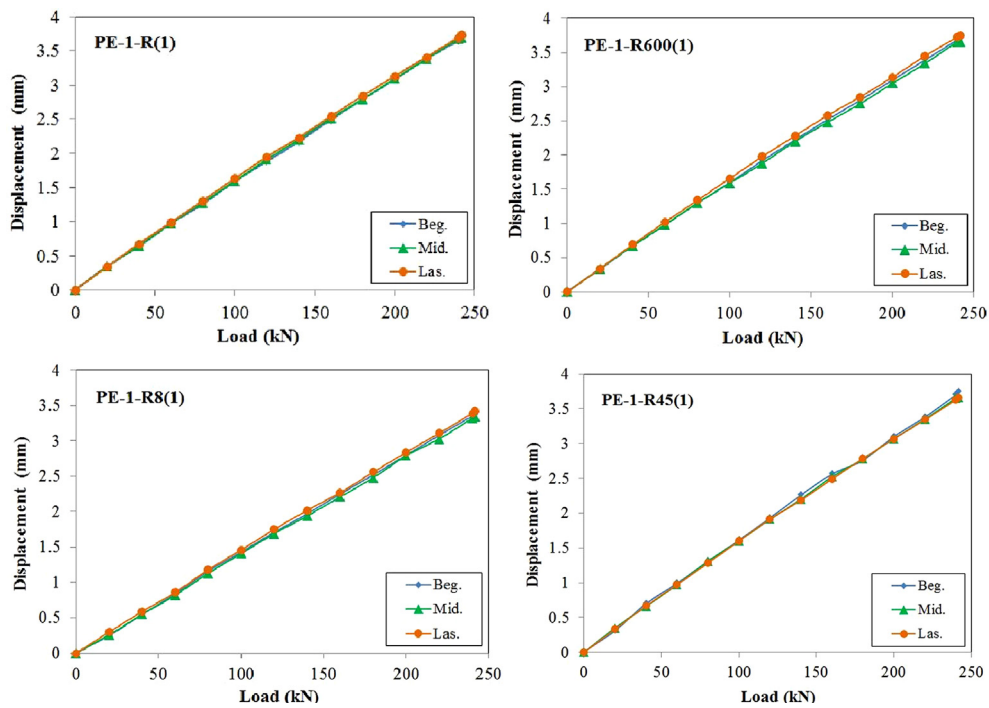 PE-1-R(1)
Displacement (mm)
4
3.5
3
2.5
2
1.5
1
0.5
0
Beg.
Mid.
Las.
0 50 100 150 200 250
Load (kN)
PE-1-R600(1)
Displacement (mm)
4
3.5
3
2.5
2
1.5
1
0.5
0
Beg.
Mid.
Las.
0 50 100 150 200 250
Load (kN)
PE-1-R8(1)
Displacement (mm)
4
3.5
3
2.5
2
1.5
1
0.5
0
Beg.
Mid.
Las.
0 50 100 150 200 250
Load (kN)
PE-1-R45(1)
Displacement (mm)
4
3.5
3
2.5
2
1.5
1
0.5
0
Beg.
Mid.
Las.
0 50 100 150 200 250
Load (kN)